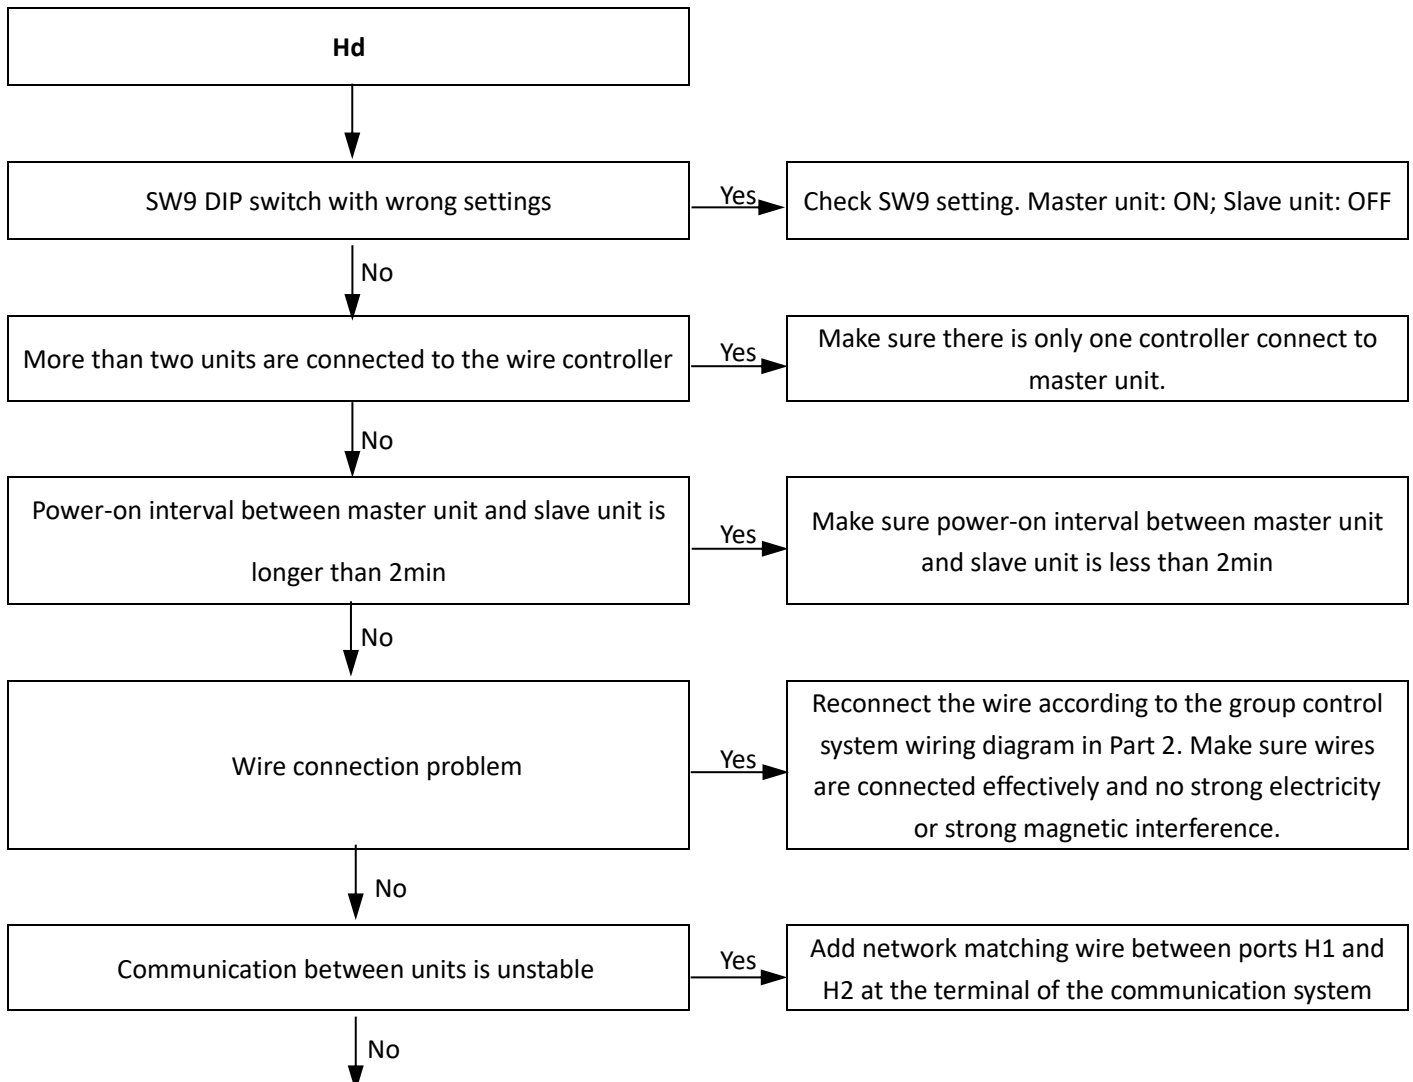 Hd
SW9 DIP switch with wrong settings
Yes
Check SW9 setting. Master unit: ON; Slave unit: OFF
No
More than two units are connected to the wire controller
Yes
Make sure there is only one controller connect to
master unit.
No
Power-on interval between master unit and slave unit is
longer than 2min
Yes
Make sure power-on interval between master unit
and slave unit is less than 2min
No
Wire connection problem
Yes
Reconnect the wire according to the group control
system wiring diagram in Part 2. Make sure wires
are connected effectively and no strong electricity
or strong magnetic interference.
No
Communication between units is unstable
Yes
Add network matching wire between ports H1 and
H2 at the terminal of the communication system
No